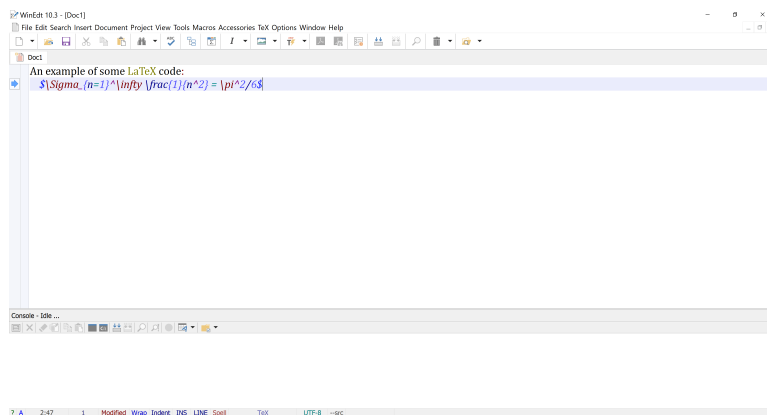 WinEdt 10.3 - [Doc1]
File Edit Search Insert Document Project View Tools Macros Accessories TeX Options Window Help
Doc1
An example of some LaTeX code:
$\Sigma_{n=1}^\infty \frac{1}{n^2} = \pi^2/6$
Console - Idle ...
? A 2:47 1 Modified Wrap Indent INS LINE Spell TeX UTF-8 --src